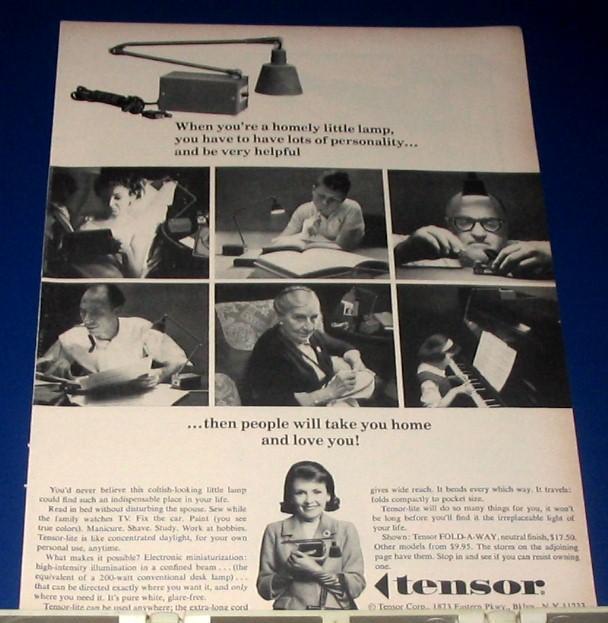 When you're a homely little lamp,
you have to have lots of personality...
and be very helpful
...then people will take you home
and love you!
You'd never believe this coltish-looking little lamp
could find such an indispensable place in your life.
Read in bed without disturbing the spouse. Sew while
the family watches TV. Fix the car. Paint (you see
true colors). Manicure. Shave. Study. Work at hobbies.
Tensor-lite is like concentrated daylight, for your own
personal use, anytime.
What makes it possible? Electronic miniaturization:
high-intensity illumination in a confined beam...(the
equivalent of a 200-watt conventional desk lamp)...
that can be directed exactly where you want it, and only
where you need it. It's pure white, glare-free.
Tensor-lite can be used anywhere; the extra-long cord
gives wide reach. It bends every which way. It travels:
folds compactly to pocket size.
Tensor-lite will do so many things for you, it won't
be long before you'll find it the irreplaceable light of
your life.
Shown: Tensor FOLD-A-WAY, neutral finish, $17.50.
Other models from $9.95. The stores on the adjoining
page have them. Stop in and see if you can resist owning
one.
tensor®
© Tensor Corp., 1873 Eastern Pkwy., Bklyn., N.Y. 11233